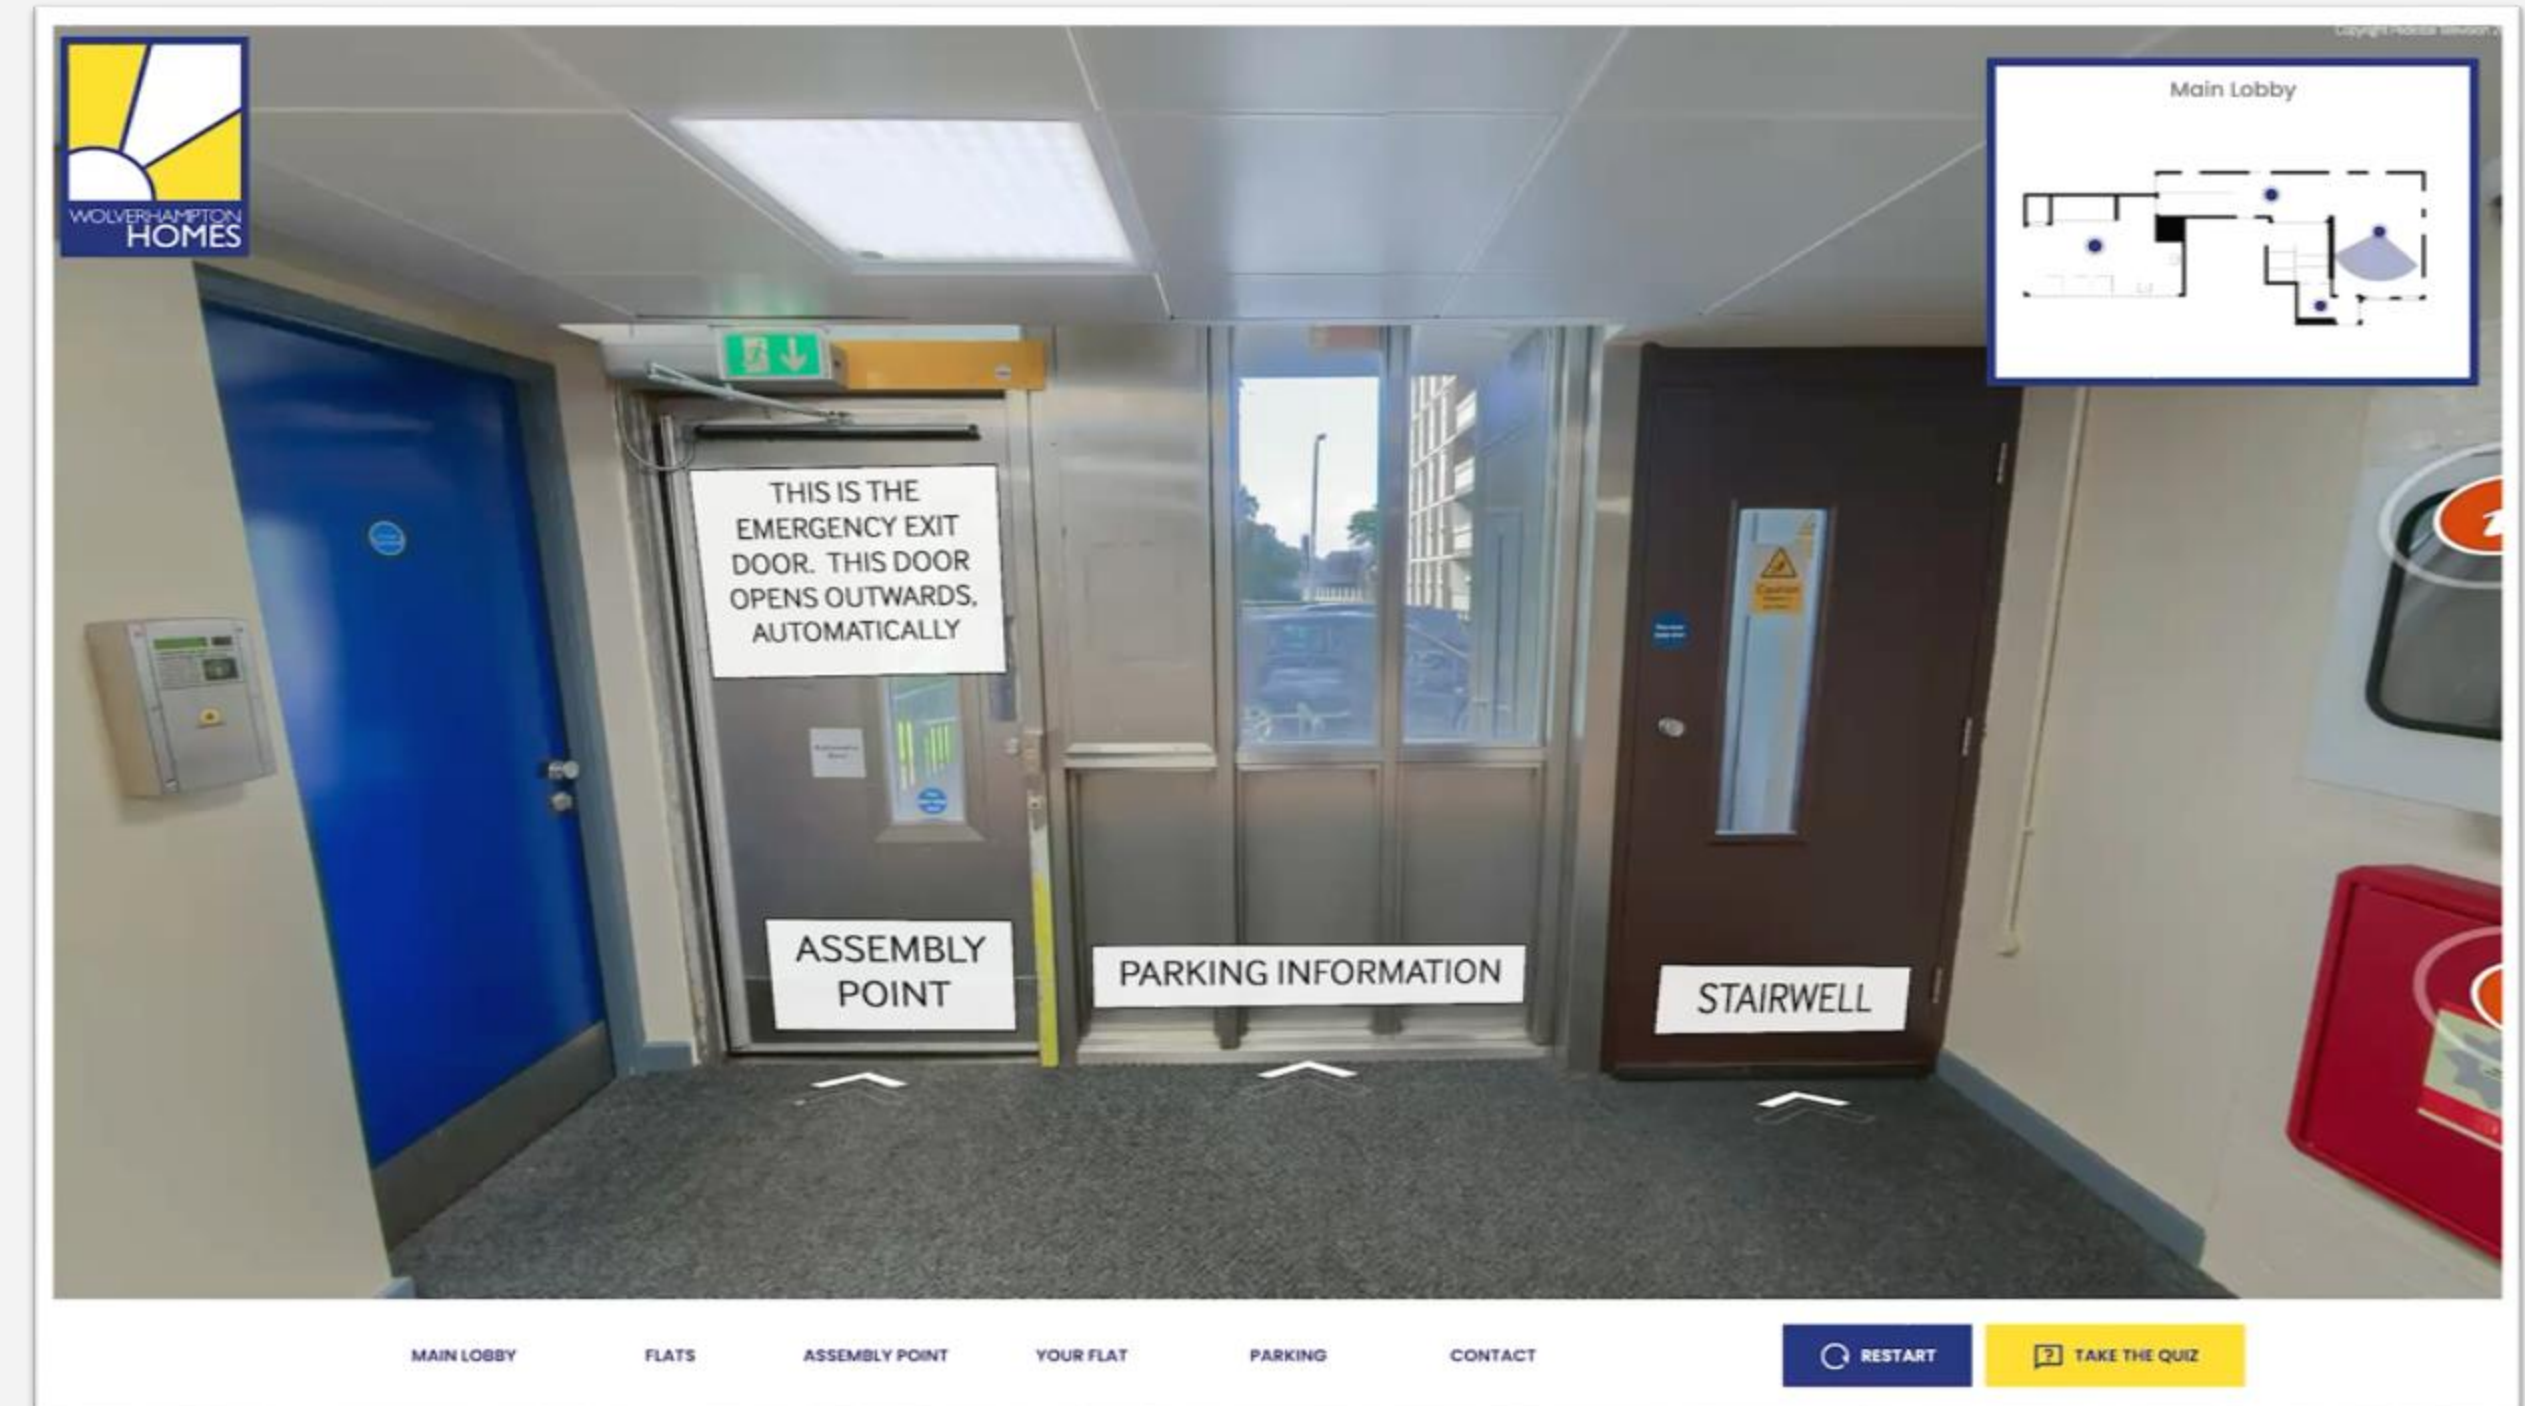 WOLVERHAMPTON
HOMES
Main Lobby
THIS IS THE
EMERGENCY EXIT
DOOR. THIS DOOR
OPENS OUTWARDS,
AUTOMATICALLY
Caution
ASSEMBLY
POINT
PARKING INFORMATION
STAIRWELL
MAIN LOBBY
FLATS
ASSEMBLY POINT
YOUR FLAT
PARKING
CONTACT
RESTART
TAKE THE QUIZ